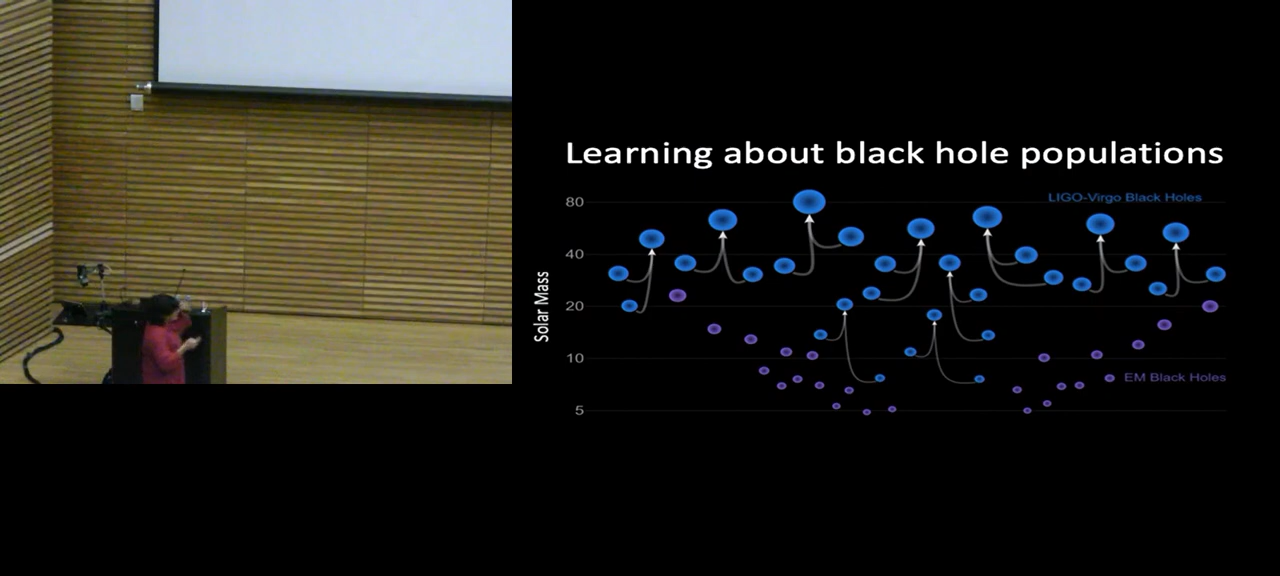 Learning about black hole populations
80
LIGO-Virgo Black Holes
40
20
10
5
Solar Mass
EM Black Holes